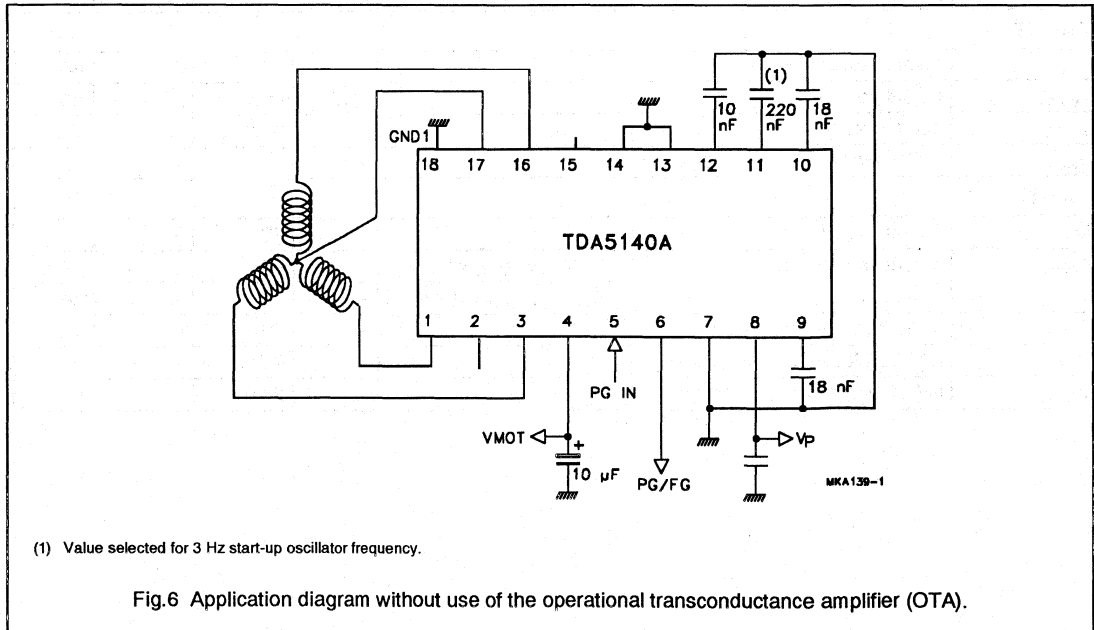 (1)
10 nF
220 nF
18 nF
GND1
18 17 16 15 14 13 12 11 10
TDA5140A
1 2 3 4 5 6 7 8 9
18 nF
PG IN
VMOT
+
10 µF
PG/FG
Vp
MKA139-1
(1) Value selected for 3 Hz start-up oscillator frequency.
Fig.6 Application diagram without use of the operational transconductance amplifier (OTA).